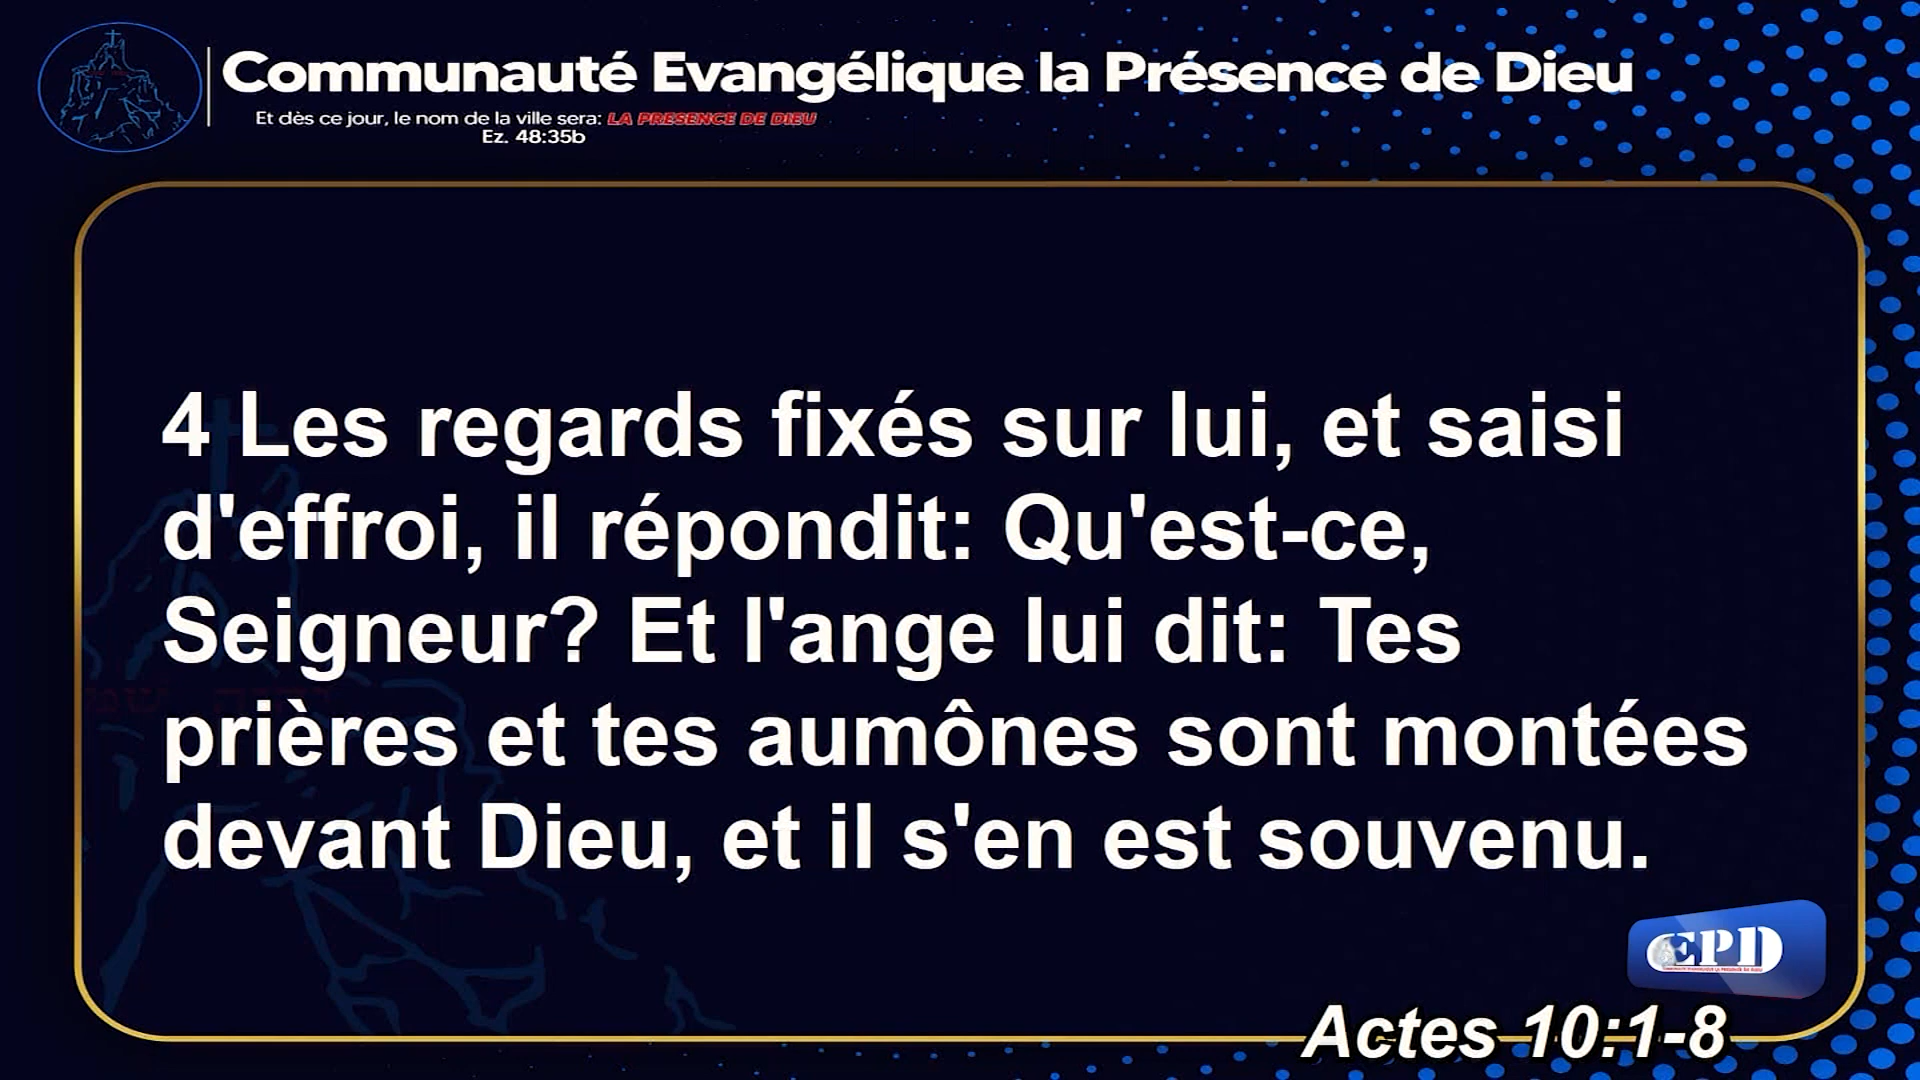 Communauté Evangélique la Présence de Dieu
Et dès ce jour, le nom de la ville sera: LA PRESENCE DE DIEU
Ez. 48:35b
4 Les regards fixés sur lui, et saisi
d'effroi, il répondit: Qu'est-ce,
Seigneur? Et l'ange lui dit: Tes
prières et tes aumônes sont montées
devant Dieu, et il s'en est souvenu.
CEPD
Actes 10:1-8